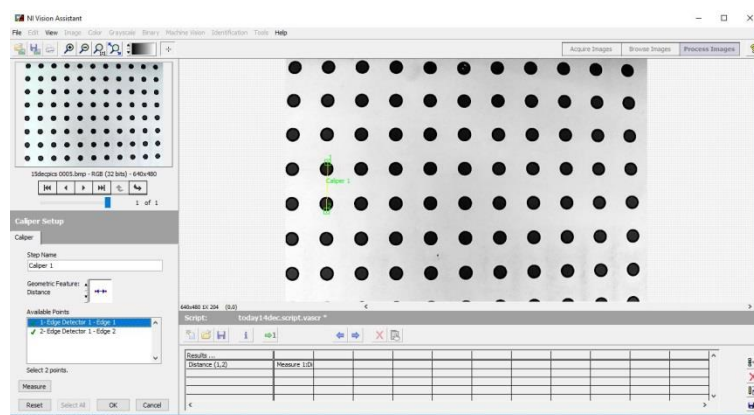 NI Vision Assistant
File Edit View Image Color Grayscale Binary Machine Vision Identification Tools Help
Acquire Images Browse Images Process Images
1
Caliper 1
15decpics 0005.bmp - RGB (32 bits) - 640x480
1 of 1
Caliper Setup
Caliper
Step Name
Caliper 1
Geometric Feature:
Distance
Available Points
1- Edge Detector 1 - Edge 1
2- Edge Detector 1 - Edge 2
Select 2 points.
Measure
Reset Select All OK Cancel
640x480 1X 204 (0,0)
Script: today14dec.script.vascr *
Results ...
Distance (1,2) Measure 1:Di